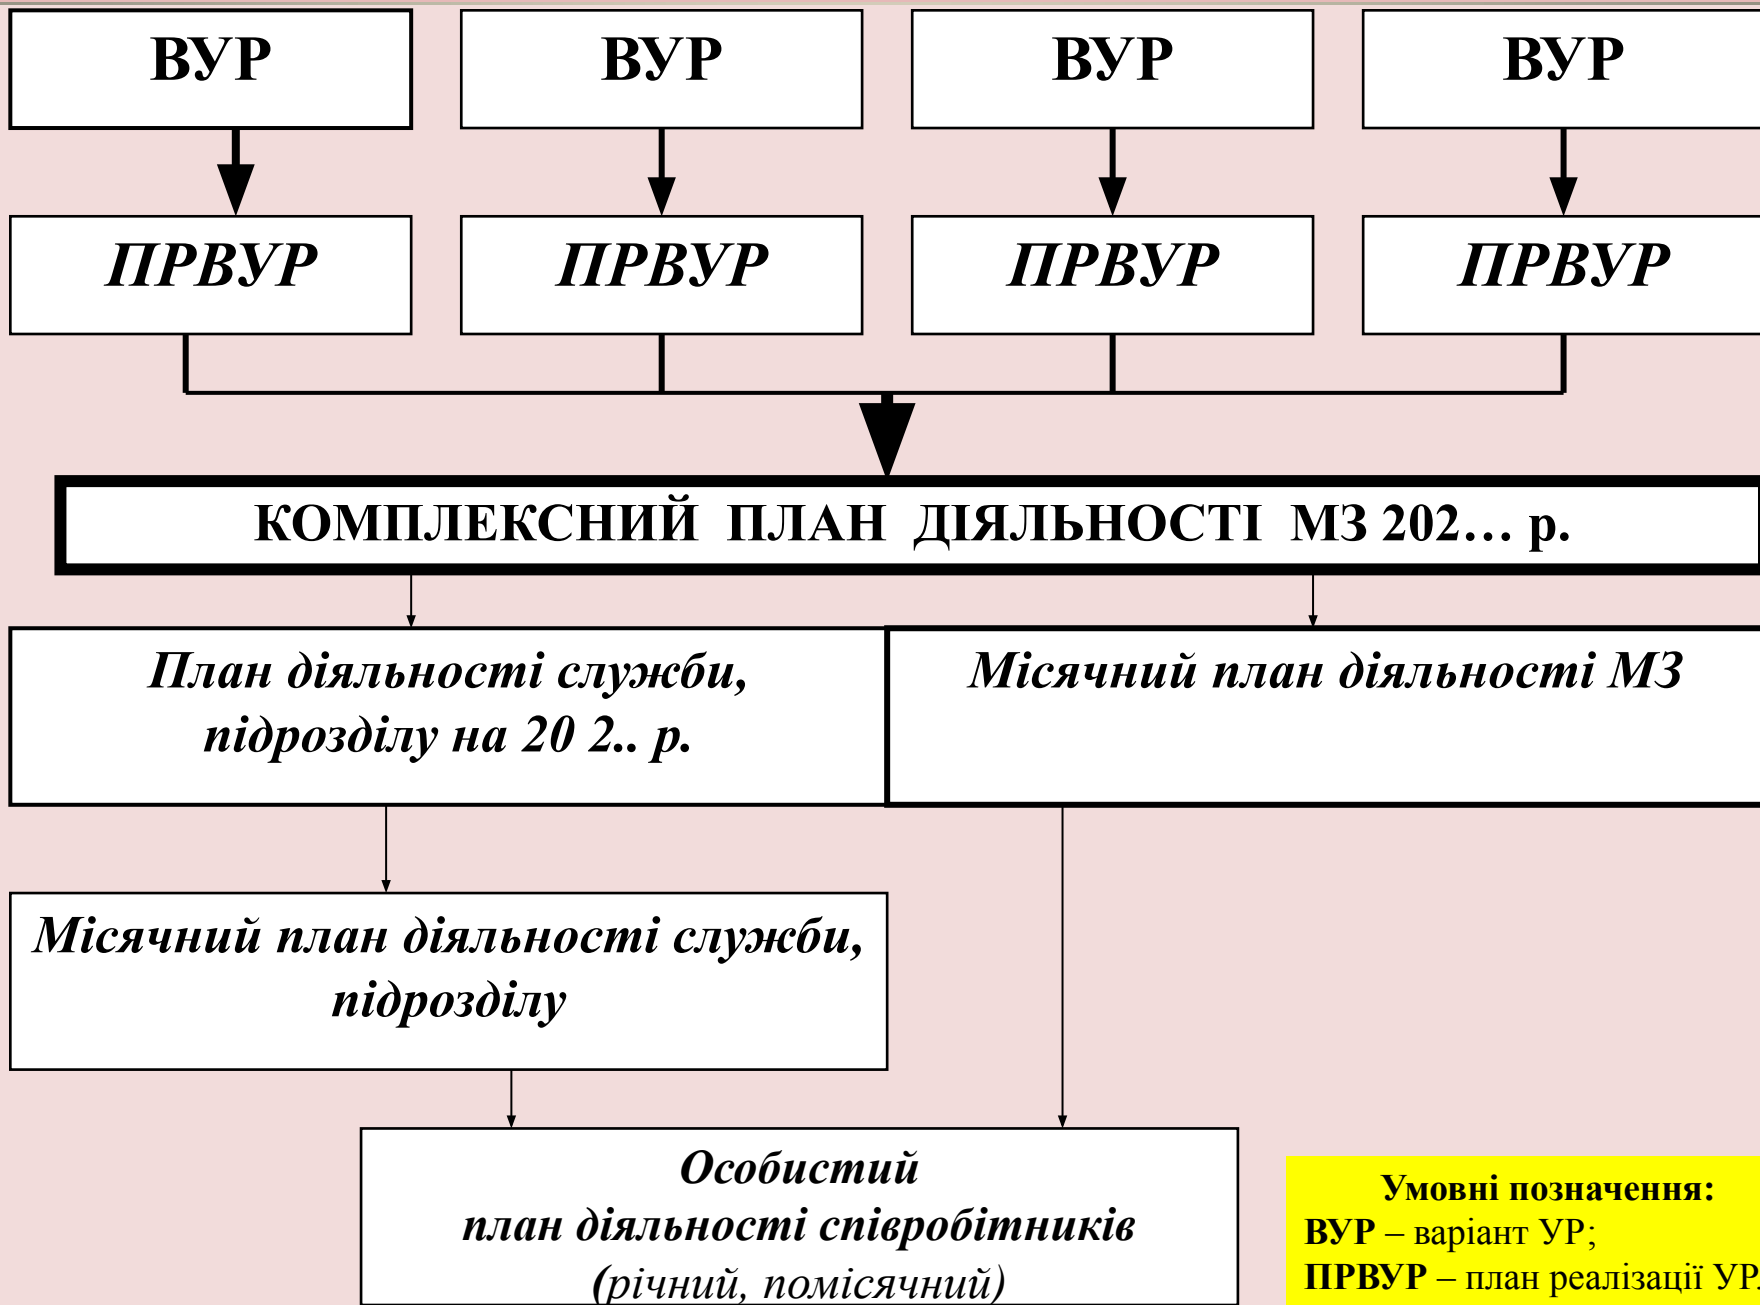 ВУР ВУР ВУР ВУР
ПРВУР ПРВУР ПРВУР ПРВУР
КОМПЛЕКСНИЙ ПЛАН ДІЯЛЬНОСТІ МЗ 202... р.
План діяльності служби,
підрозділу на 20 2.. р.
Місячний план діяльності МЗ
Місячний план діяльності служби,
підрозділу
Особистий
план діяльності співробітників
(річний, помісячний)
Умовні позначення:
ВУР – варіант УР;
ПРВУР – план реалізації УР.